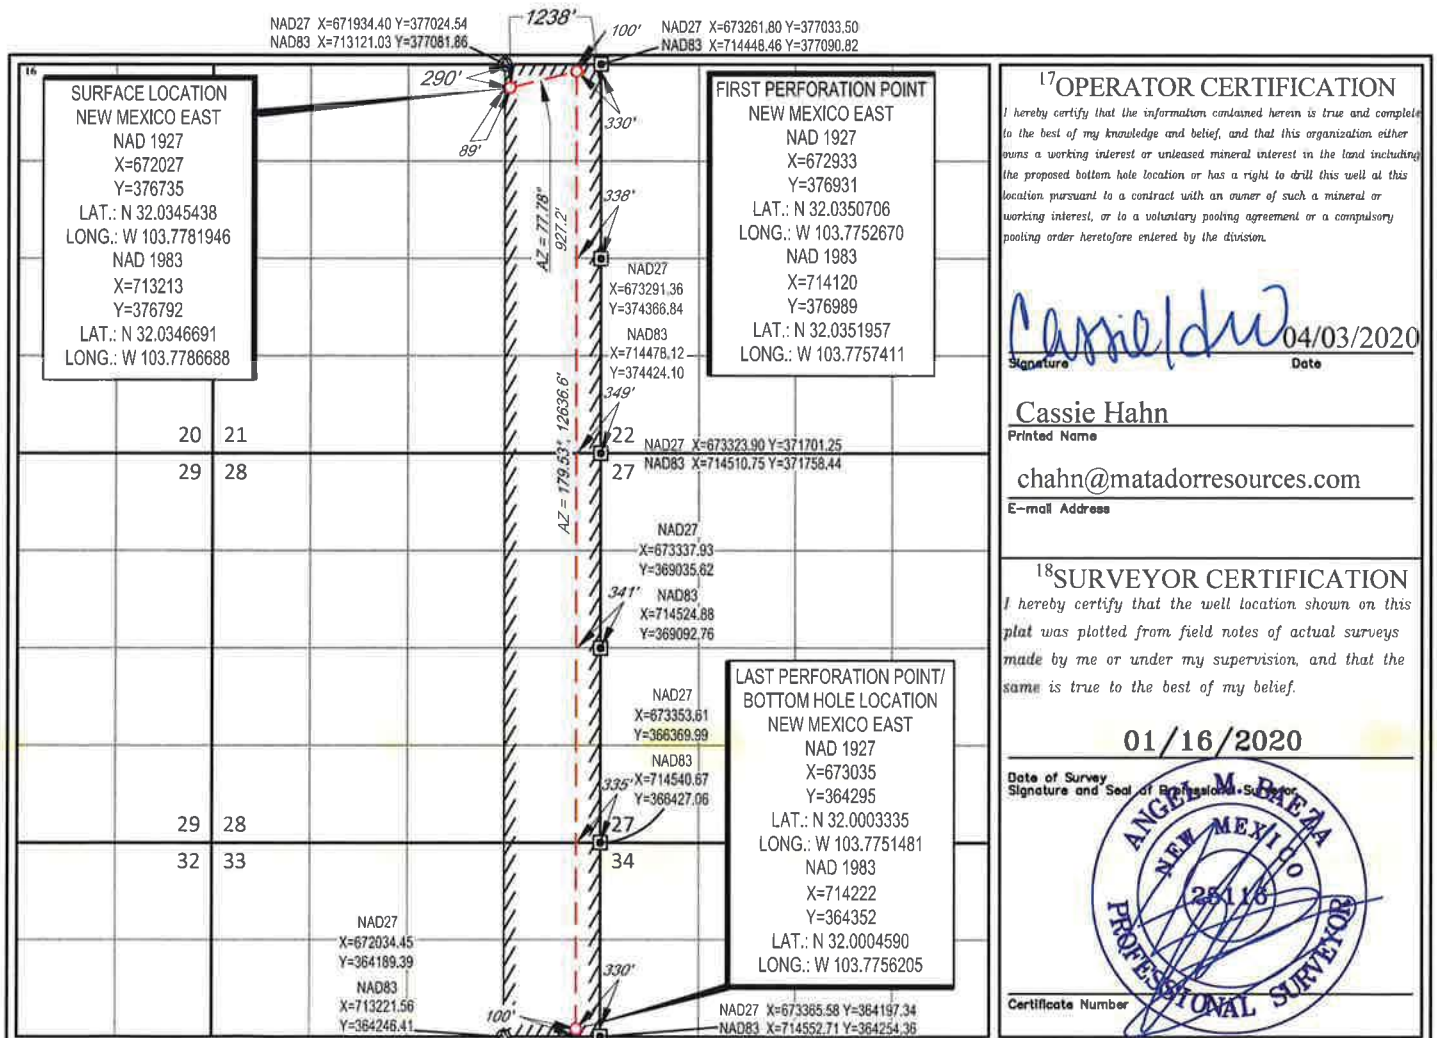 NAD27 X=671934.40 Y=377024.54
NAD83 X=713121.03 Y=377081.86
1238'
100'
NAD27 X=673261.80 Y=377033.50
NAD83 X=714448.46 Y=377090.82
16
290'
89'
330'
SURFACE LOCATION
NEW MEXICO EAST
NAD 1927
X=672027
Y=376735
LAT.: N 32.0345438
LONG.: W 103.7781946
NAD 1983
X=713213
Y=376792
LAT.: N 32.0346691
LONG.: W 103.7786688
AZ = 77.78°
927.2'
FIRST PERFORATION POINT
NEW MEXICO EAST
NAD 1927
X=672933
Y=376931
LAT.: N 32.0350706
LONG.: W 103.7752670
NAD 1983
X=714120
Y=376989
LAT.: N 32.0351957
LONG.: W 103.7757411
338'
NAD27
X=673291.36
Y=374366.84
NAD83
X=714478.12
Y=374424.10
349'
AZ = 179.53°, 12636.6'
20 21
29 28
22
27
NAD27 X=673323.90 Y=371701.25
NAD83 X=714510.75 Y=371758.44
NAD27
X=673337.93
Y=369035.62
341'
NAD83
X=714524.88
Y=369092.76
NAD27
X=673353.61
Y=366369.99
NAD83
X=714540.67
Y=366427.06
335'
29 28
32 33
27
34
LAST PERFORATION POINT/
BOTTOM HOLE LOCATION
NEW MEXICO EAST
NAD 1927
X=673035
Y=364295
LAT.: N 32.0003335
LONG.: W 103.7751481
NAD 1983
X=714222
Y=364352
LAT.: N 32.0004590
LONG.: W 103.7756205
NAD27
X=672034.45
Y=364189.39
NAD83
X=713221.56
Y=364246.41
100'
330'
NAD27 X=673365.58 Y=364197.34
NAD83 X=714552.71 Y=364254.36
17 OPERATOR CERTIFICATION
I hereby certify that the information contained herein is true and complete
to the best of my knowledge and belief, and that this organization either
owns a working interest or unleased mineral interest in the land including
the proposed bottom hole location or has a right to drill this well at this
location pursuant to a contract with an owner of such a mineral or
working interest, or to a voluntary pooling agreement or a compulsory
pooling order heretofore entered by the division.
04/03/2020
Signature Date
Cassie Hahn
Printed Name
chahn@matadorresources.com
E-mail Address
18 SURVEYOR CERTIFICATION
I hereby certify that the well location shown on this
plat was plotted from field notes of actual surveys
made by me or under my supervision, and that the
same is true to the best of my belief.
01/16/2020
Date of Survey
Signature and Seal of Professional Surveyor
ANGEL M. BAEZA
NEW MEXICO
PROFESSIONAL SURVEYOR
Certificate Number